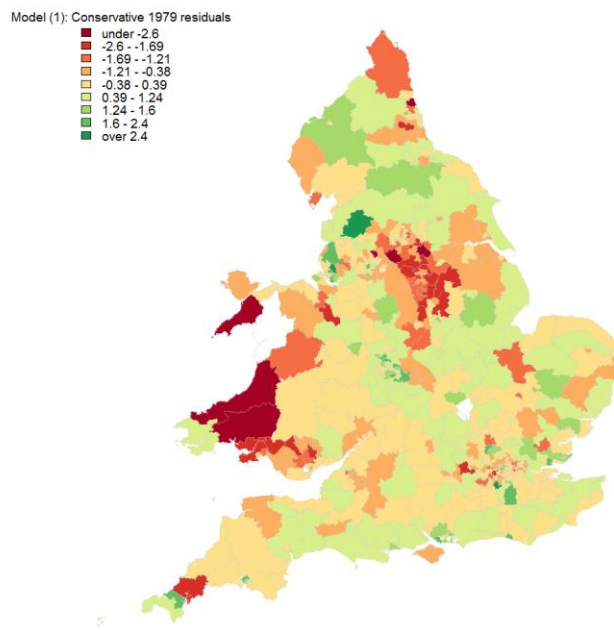 Model (1): Conservative 1979 residuals
under -2.6
-2.6 - -1.69
-1.69 - -1.21
-1.21 - -0.38
-0.38 - 0.39
0.39 - 1.24
1.24 - 1.6
1.6 - 2.4
over 2.4